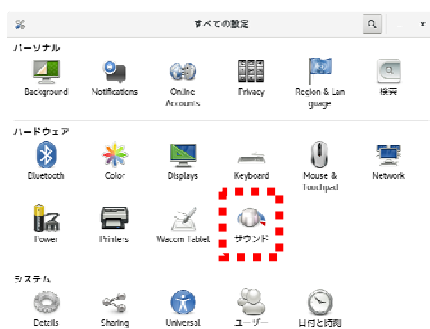 すべての設定
パーソナル
Background Notifications Online Accounts Privacy Region & Lan guage 検索
ハードウェア
Bluetooth Color Displays Keyboard Mouse & Touchpad Network
Power Printers Wacom Tablet サウンド
システム
Details Sharing Universal ユーザー 日付と時刻